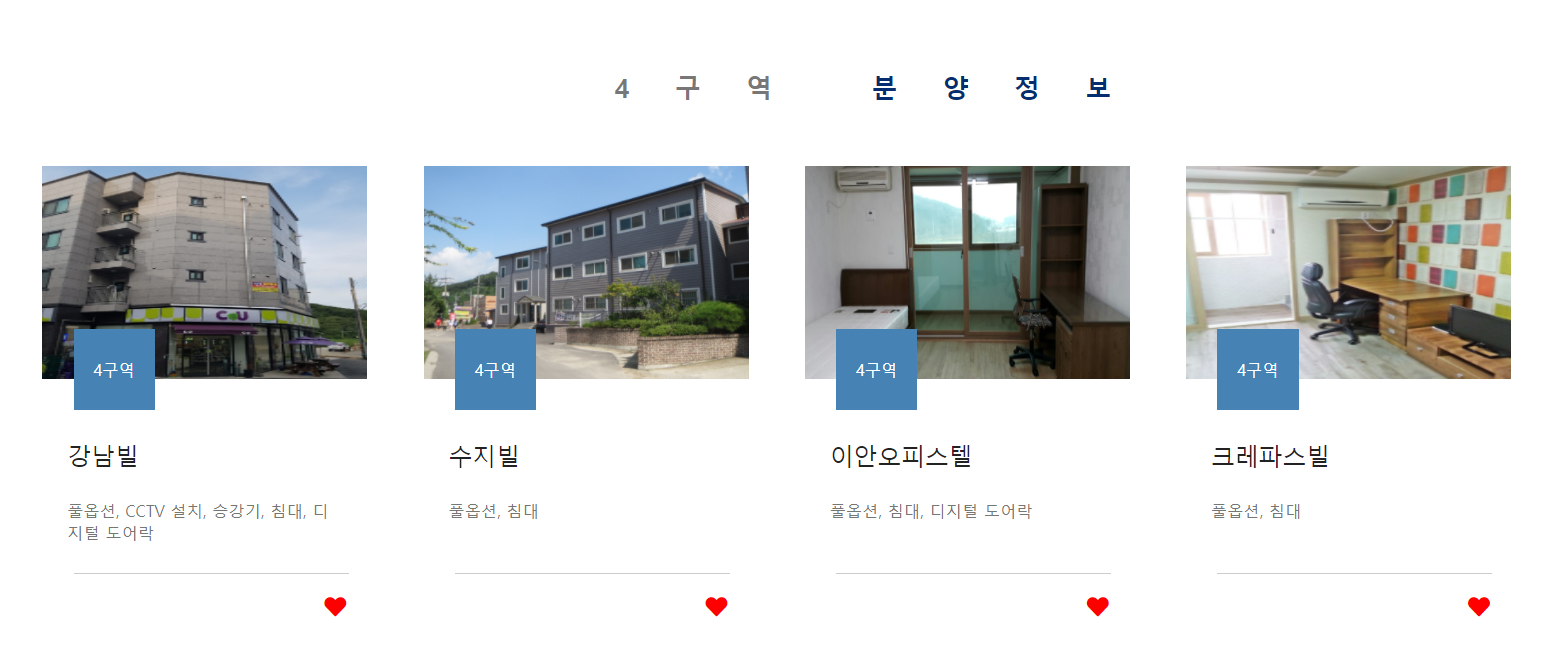 4구역 분양정보
CU
4구역
4구역
4구역
4구역
강남빌
수지빌
이안오피스텔
크레파스빌
풀옵션, CCTV 설치, 승강기, 침대, 디
지털 도어락
풀옵션, 침대
풀옵션, 침대, 디지털 도어락
풀옵션, 침대